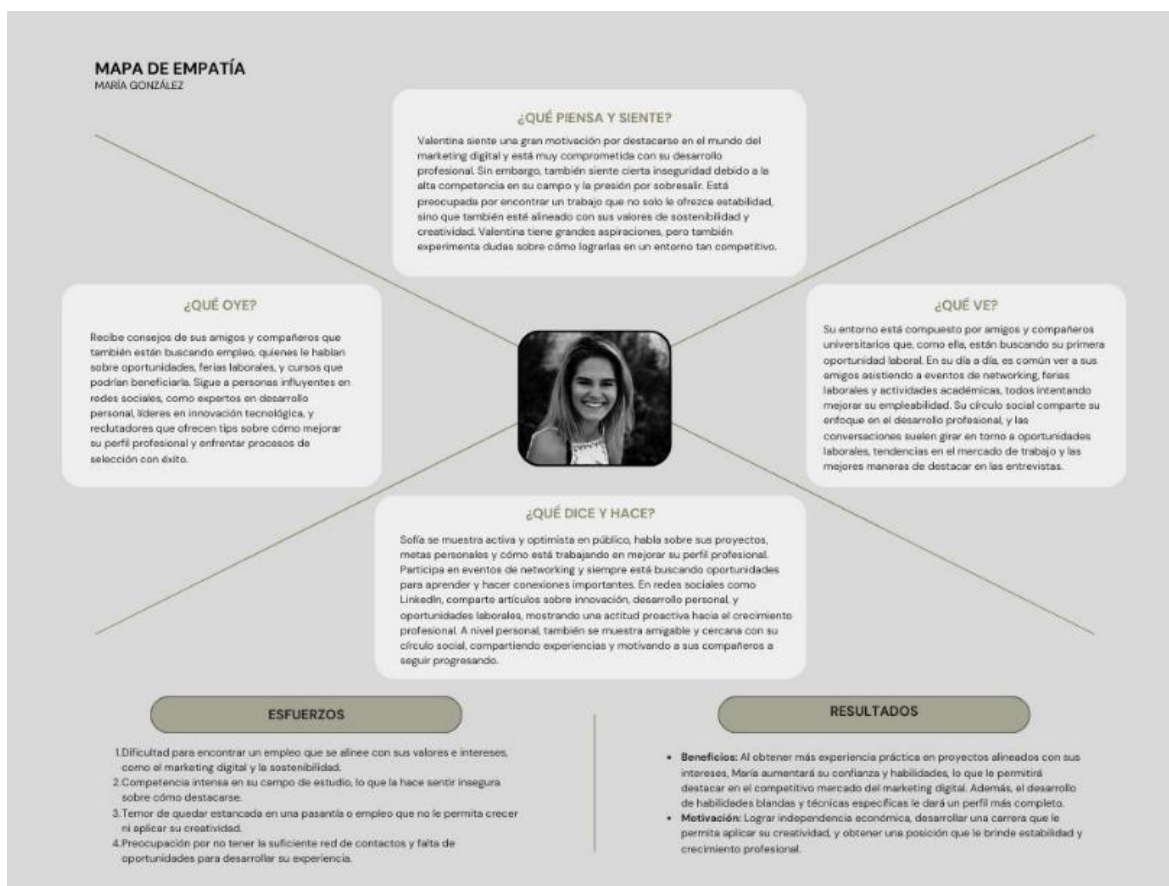 MAPA DE EMPATÍA
MARÍA GONZÁLEZ
¿QUÉ PIENSA Y SIENTE?
Valentina siente una gran motivación por destacarse en el mundo del
marketing digital y está muy comprometida con su desarrollo
profesional. Sin embargo, también siente cierta inseguridad debido a la
alta competencia en su campo y la presión por sobresalir. Está
preocupada por encontrar un trabajo que no solo le ofrezca estabilidad,
sino que también esté alineado con sus valores de sostenibilidad y
creatividad. Valentina tiene grandes aspiraciones, pero también
experimenta dudas sobre cómo lograrlas en un entorno tan competitivo.
¿QUÉ OYE?
Recibe consejos de sus amigos y compañeros que
también están buscando empleo, quienes le hablan
sobre oportunidades, ferias laborales, y cursos que
podrían beneficiarla. Sigue a personas influyentes en
redes sociales, como expertos en desarrollo
personal, líderes en innovación tecnológica, y
reclutadores que ofrecen tips sobre cómo mejorar
su perfil profesional y enfrentar procesos de
selección con éxito.
¿QUÉ VE?
Su entorno está compuesto por amigos y compañeros
universitarios que, como ella, están buscando su primera
oportunidad laboral. En su día a día, es común ver a sus
amigos asistiendo a eventos de networking, ferias
laborales y actividades académicas, todos intentando
mejorar su empleabilidad. Su círculo social comparte su
enfoque en el desarrollo profesional, y las
conversaciones suelen girar en torno a oportunidades
laborales, tendencias en el mercado de trabajo y las
mejores maneras de destacar en las entrevistas.
¿QUÉ DICE Y HACE?
Sofía se muestra activa y optimista en público, habla sobre sus proyectos,
metas personales y cómo está trabajando en mejorar su perfil profesional.
Participa en eventos de networking y siempre está buscando oportunidades
para aprender y hacer conexiones importantes. En redes sociales como
LinkedIn, comparte artículos sobre innovación, desarrollo personal, y
oportunidades laborales, mostrando una actitud proactiva hacia el crecimiento
profesional. A nivel personal, también se muestra amigable y cercana con su
círculo social, compartiendo experiencias y motivando a sus compañeros a
seguir progresando.
ESFUERZOS
1.Dificultad para encontrar un empleo que se alinee con sus valores e intereses,
como el marketing digital y la sostenibilidad.
2.Competencia intensa en su campo de estudio, lo que la hace sentir insegura
sobre cómo destacarse.
3.Temor de quedar estancada en una pasantía o empleo que no le permita crecer
ni aplicar su creatividad.
4.Preocupación por no tener la suficiente red de contactos y falta de
oportunidades para desarrollar su experiencia.
RESULTADOS
• Beneficios: Al obtener más experiencia práctica en proyectos alineados con sus
intereses, María aumentará su confianza y habilidades, lo que le permitirá
destacar en el competitivo mercado del marketing digital. Además, el desarrollo
de habilidades blandas y técnicas específicas le dará un perfil más completo.
• Motivación: Lograr independencia económica, desarrollar una carrera que le
permita aplicar su creatividad, y obtener una posición que le brinde estabilidad y
crecimiento profesional.